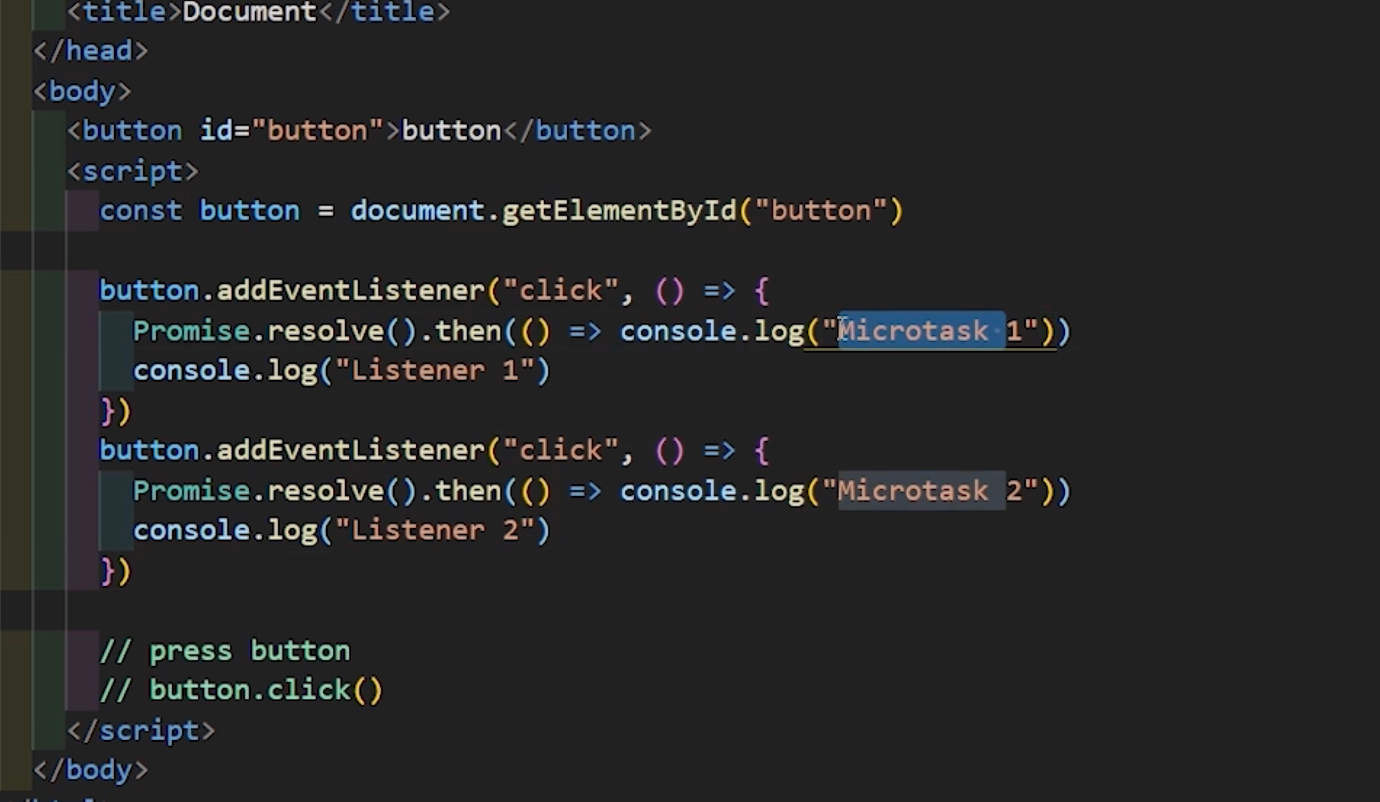 <title>Document</title>
</head>
<body>
<button id="button">button</button>
<script>
const button = document.getElementById("button")
button.addEventListener("click", () => {
Promise.resolve().then(() => console.log("Microtask 1"))
console.log("Listener 1")
})
button.addEventListener("click", () => {
Promise.resolve().then(() => console.log("Microtask 2"))
console.log("Listener 2")
})
// press button
// button.click()
</script>
</body>